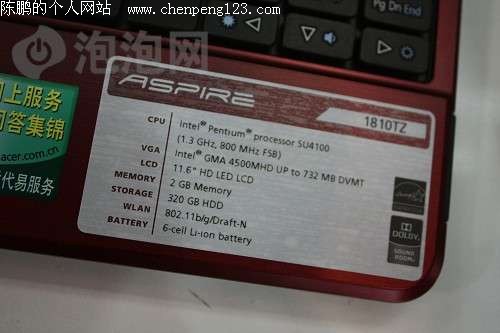 陈鹏的个人网站
www.chenpeng123.com
泡泡网
Pg Dn End
上服务
答集锦
acer.com.cn
代易服务
ASPIRE
1810TZ
CPU Intel® Pentium® processor SU4100
(1.3 GHz, 800 MHz FSB)
VGA Intel® GMA 4500MHD UP to 732 MB DVMT
LCD 11.6" HD LED LCD
MEMORY 2 GB Memory
STORAGE 320 GB HDD
WLAN 802.11b/g/Draft-N
BATTERY 6-cell Li-ion battery
DOLBY
SOUND ROOM